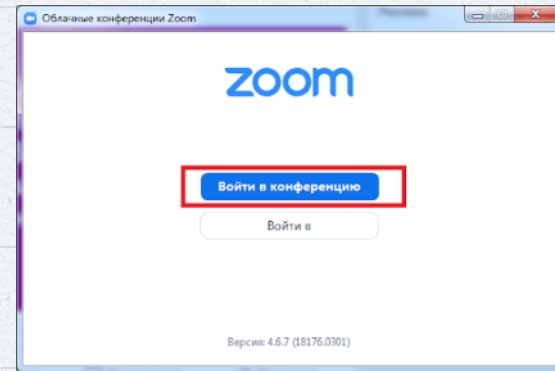 Облачные конференции Zoom
zoom
Войти в конференцию
Войти в
Версия: 4.6.7 (18176.0301)